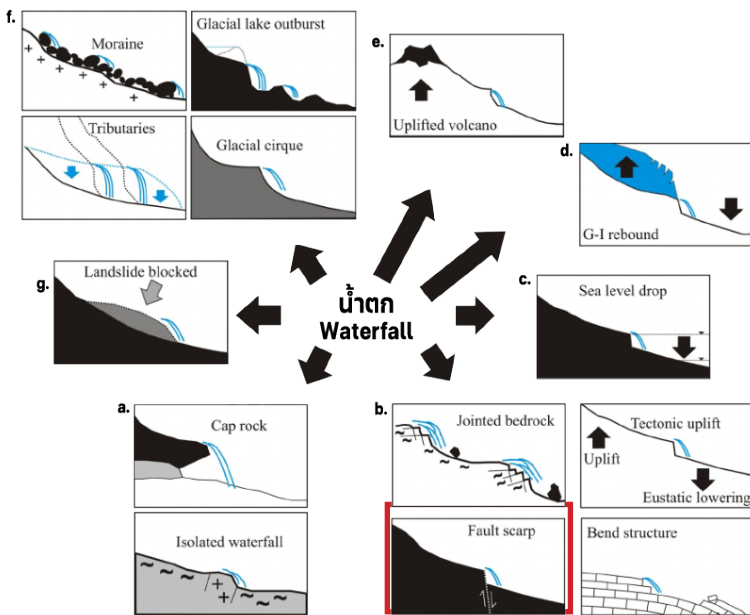 f.
Moraine
Glacial lake outburst
Tributaries
Glacial cirque
e.
Uplifted volcano
d.
G-I rebound
g.
Landslide blocked
น้ำตก
Waterfall
c.
Sea level drop
a.
Cap rock
Isolated waterfall
b.
Jointed bedrock
Tectonic uplift
Uplift
Eustatic lowering
Fault scarp
Bend structure